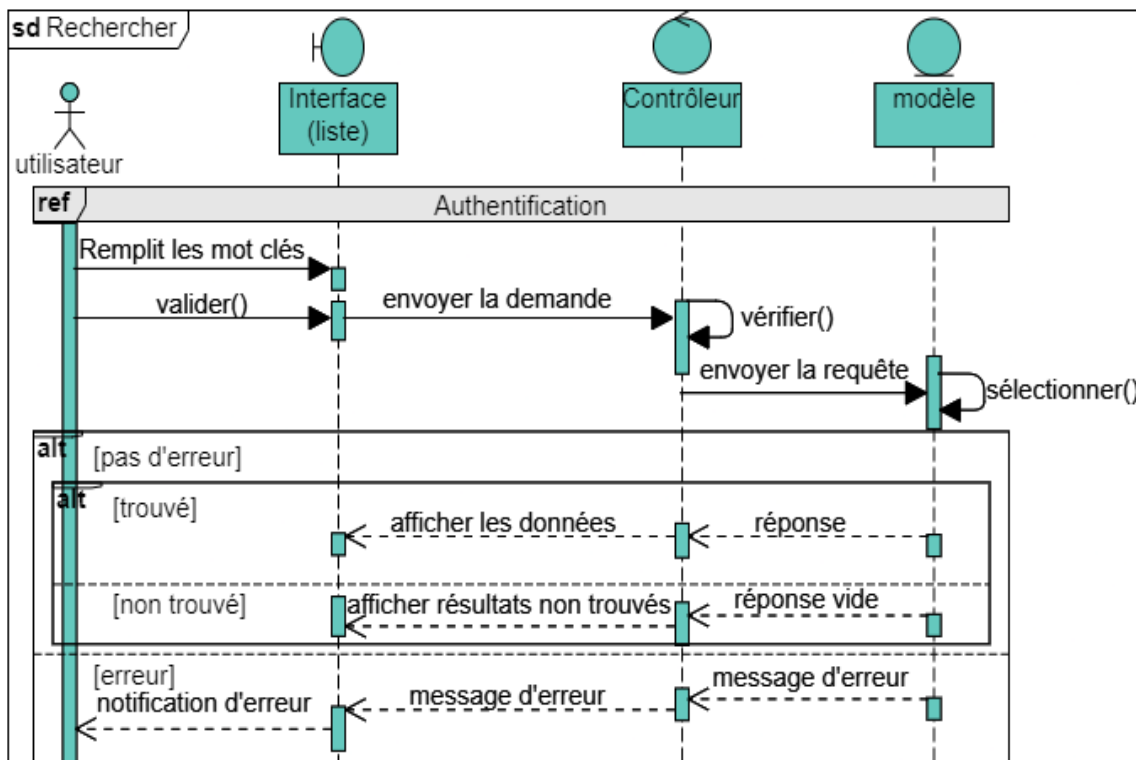 sd Rechercher
Interface
(liste)
Contrôleur
modèle
utilisateur
ref
Authentification
Remplit les mot clés
valider()
envoyer la demande
vérifier()
envoyer la requête
sélectionner()
alt
[pas d'erreur]
alt
[trouvé]
afficher les données
réponse
[non trouvé]
afficher résultats non trouvés
réponse vide
[erreur]
notification d'erreur
message d'erreur
message d'erreur